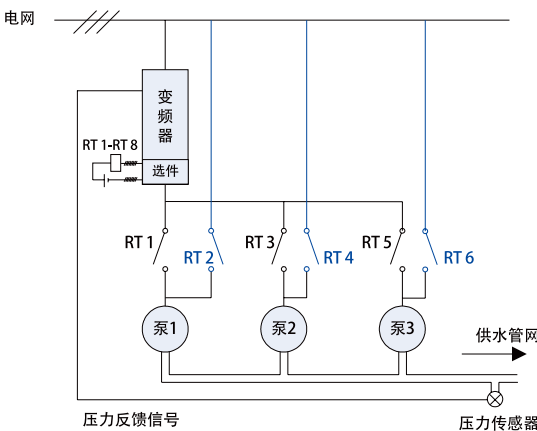 电网
变频器
RT 1-RT 8
选件
RT 1
RT 2
RT 3
RT 4
RT 5
RT 6
泵1
泵2
泵3
供水管网
压力反馈信号
压力传感器